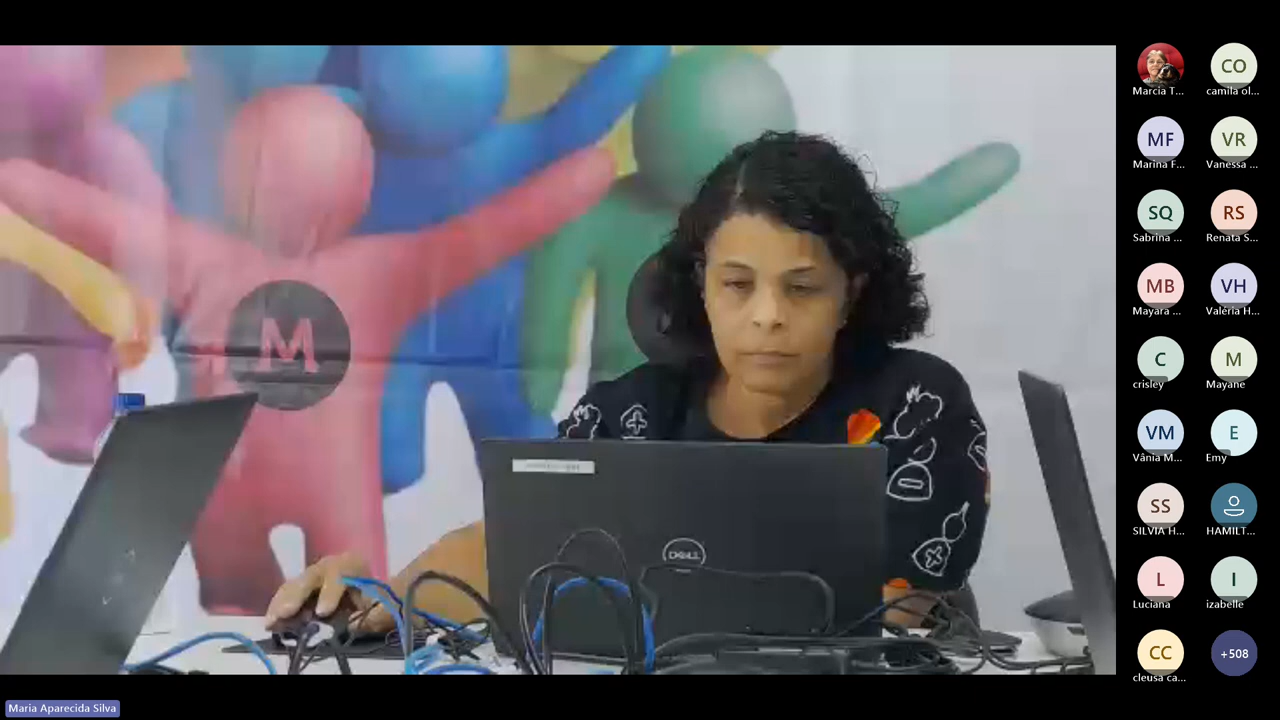 M
DELL
Marcia T...
CO
camila ol...
MF
Marina F...
VR
Vanessa ...
SQ
Sabrina ...
RS
Renata S...
MB
Mayara ...
VH
Valéria H...
C
crisley
M
Mayane
VM
Vânia M...
E
Emy
SS
SILVIA H...
HAMILT...
L
Luciana
I
izabelle
CC
cleusa ca...
+508
Maria Aparecida Silva